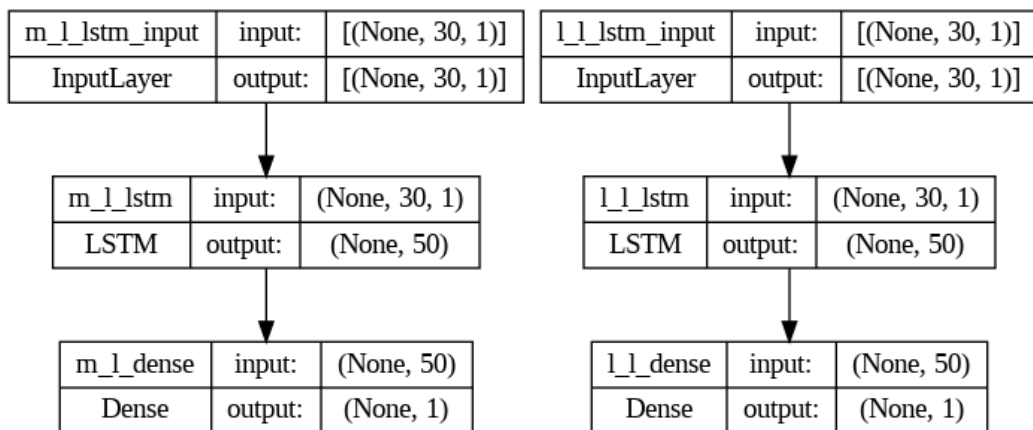 m_l_lstm_input input: [(None, 30, 1)]
InputLayer output: [(None, 30, 1)]
m_l_lstm input: (None, 30, 1)
LSTM output: (None, 50)
m_l_dense input: (None, 50)
Dense output: (None, 1)
l_l_lstm_input input: [(None, 30, 1)]
InputLayer output: [(None, 30, 1)]
l_l_lstm input: (None, 30, 1)
LSTM output: (None, 50)
l_l_dense input: (None, 50)
Dense output: (None, 1)